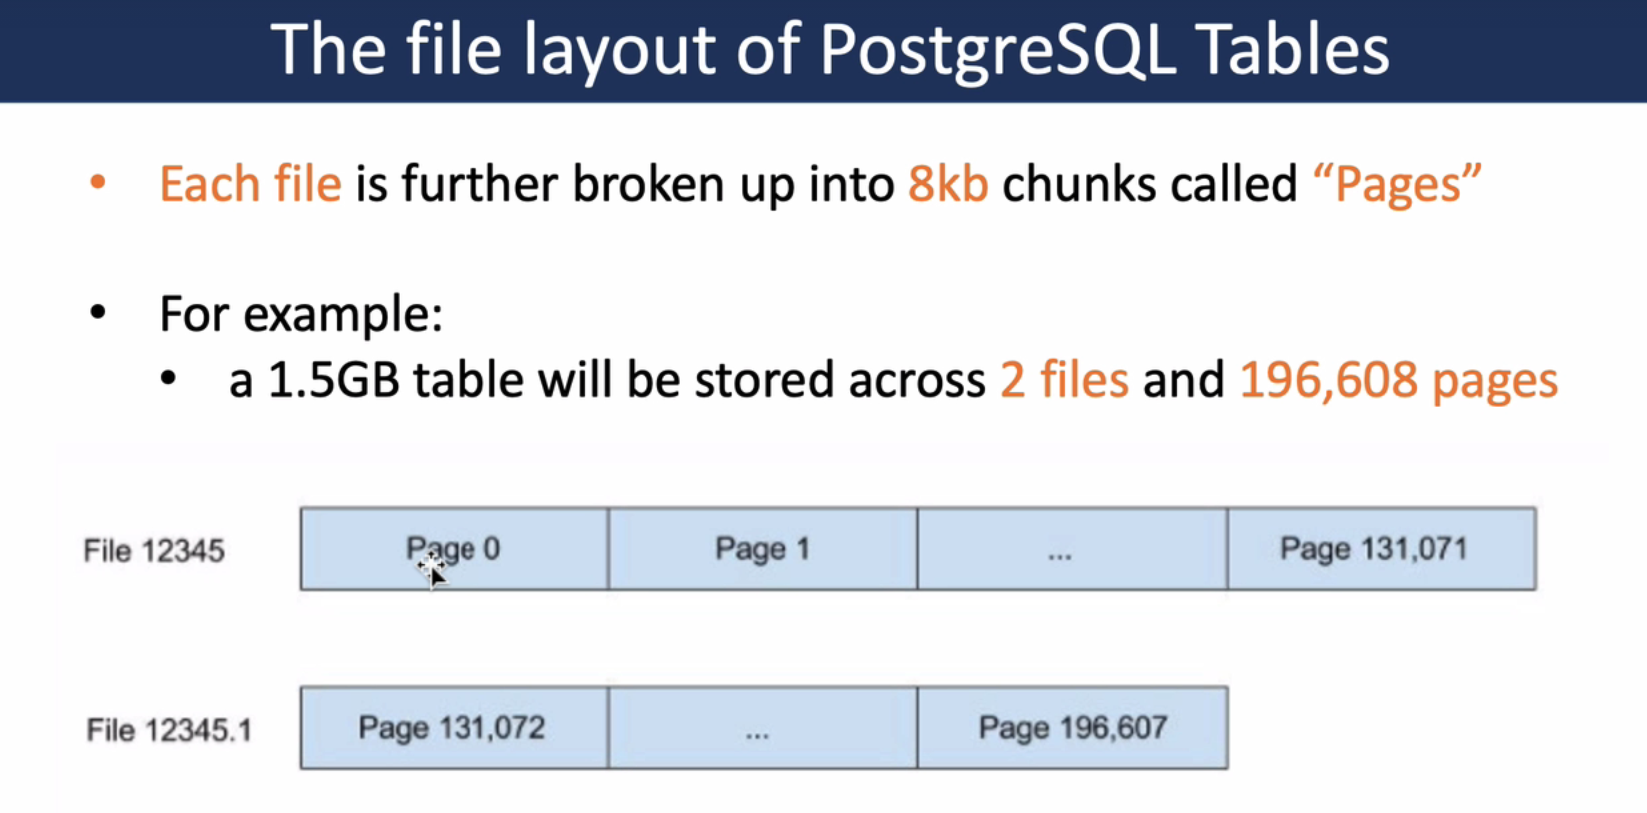 The file layout of PostgreSQL Tables
• Each file is further broken up into 8kb chunks called “Pages”
• For example:
• a 1.5GB table will be stored across 2 files and 196,608 pages
File 12345 Page 0 Page 1 ... Page 131,071
File 12345.1 Page 131,072 ... Page 196,607